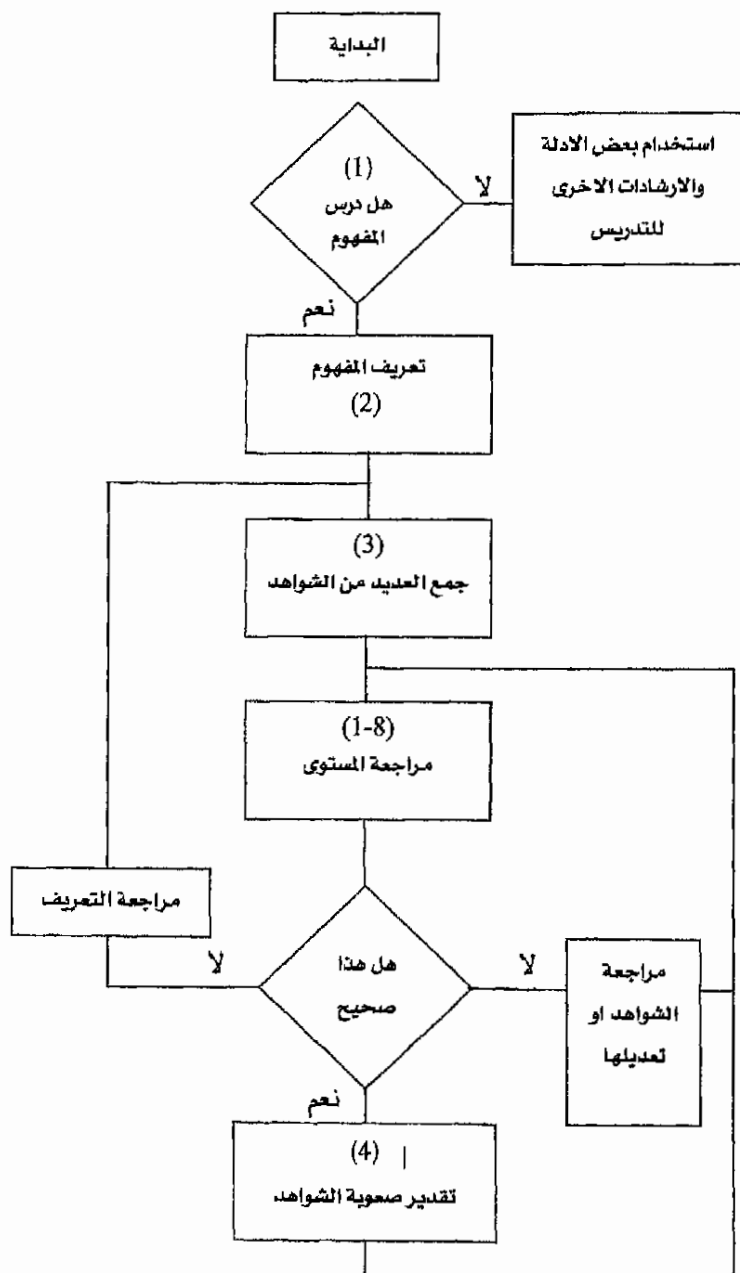 البداية
(1)
هل درس
المفهوم
لا
استخدام بعض الادلة
والارشادات الاخرى
للتدريس
نعم
تعريف المفهوم
(2)
(3)
جمع العديد من الشواهد
(1-8)
مراجعة المستوى
مراجعة التعريف
لا
هل هذا
صحيح
لا
مراجعة
الشواهد او
تعديلها
نعم
(4)
تقدير صعوبة الشواهد